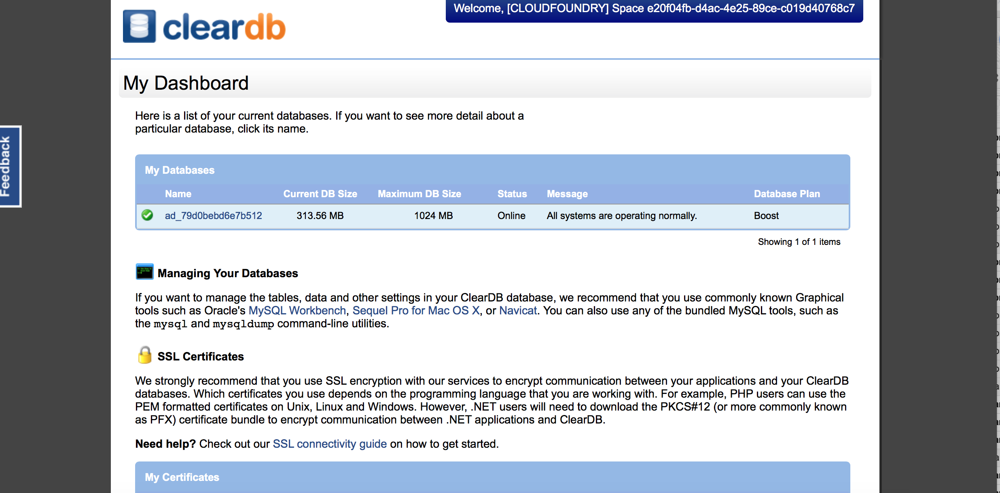 cleardb
Welcome, [CLOUDFOUNDRY] Space e20f04fb-d4ac-4e25-89ce-c019d40768c7
My Dashboard
Here is a list of your current databases. If you want to see more detail about a
particular database, click its name.
Feedback
My Databases
Name Current DB Size Maximum DB Size Status Message Database Plan
ad_79d0bebd6e7b512 313.56 MB 1024 MB Online All systems are operating normally. Boost
Showing 1 of 1 items
Managing Your Databases
If you want to manage the tables, data and other settings in your ClearDB database, we recommend that you use commonly known Graphical
tools such as Oracle's MySQL Workbench, Sequel Pro for Mac OS X, or Navicat. You can also use any of the bundled MySQL tools, such as
the mysql and mysqldump command-line utilities.
SSL Certificates
We strongly recommend that you use SSL encryption with our services to encrypt communication between your applications and your ClearDB
databases. Which certificates you use depends on the programming language that you are working with. For example, PHP users can use the
PEM formatted certificates on Unix, Linux and Windows. However, .NET users will need to download the PKCS#12 (or more commonly known
as PFX) certificate bundle to encrypt communication between .NET applications and ClearDB.
Need help? Check out our SSL connectivity guide on how to get started.
My Certificates